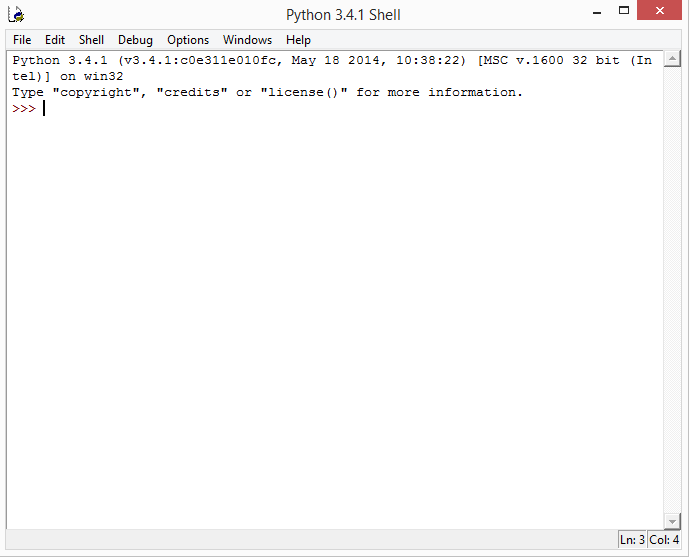 Python 3.4.1 Shell
File Edit Shell Debug Options Windows Help
Python 3.4.1 (v3.4.1:c0e311e010fc, May 18 2014, 10:38:22) [MSC v.1600 32 bit (In
tel)] on win32
Type "copyright", "credits" or "license()" for more information.
>>>
Ln: 3 Col: 4